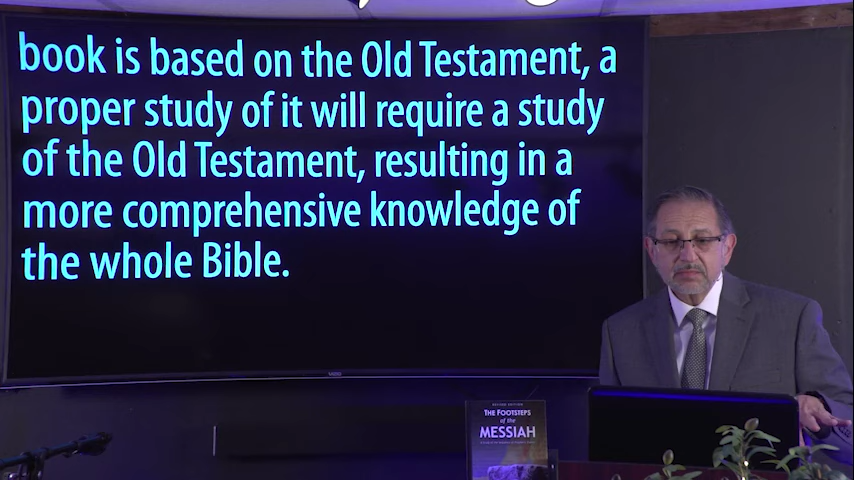 book is based on the Old Testament, a
proper study of it will require a study
of the Old Testament, resulting in a
more comprehensive knowledge of
the whole Bible.
THE FOOTSTEPS
of the
MESSIAH